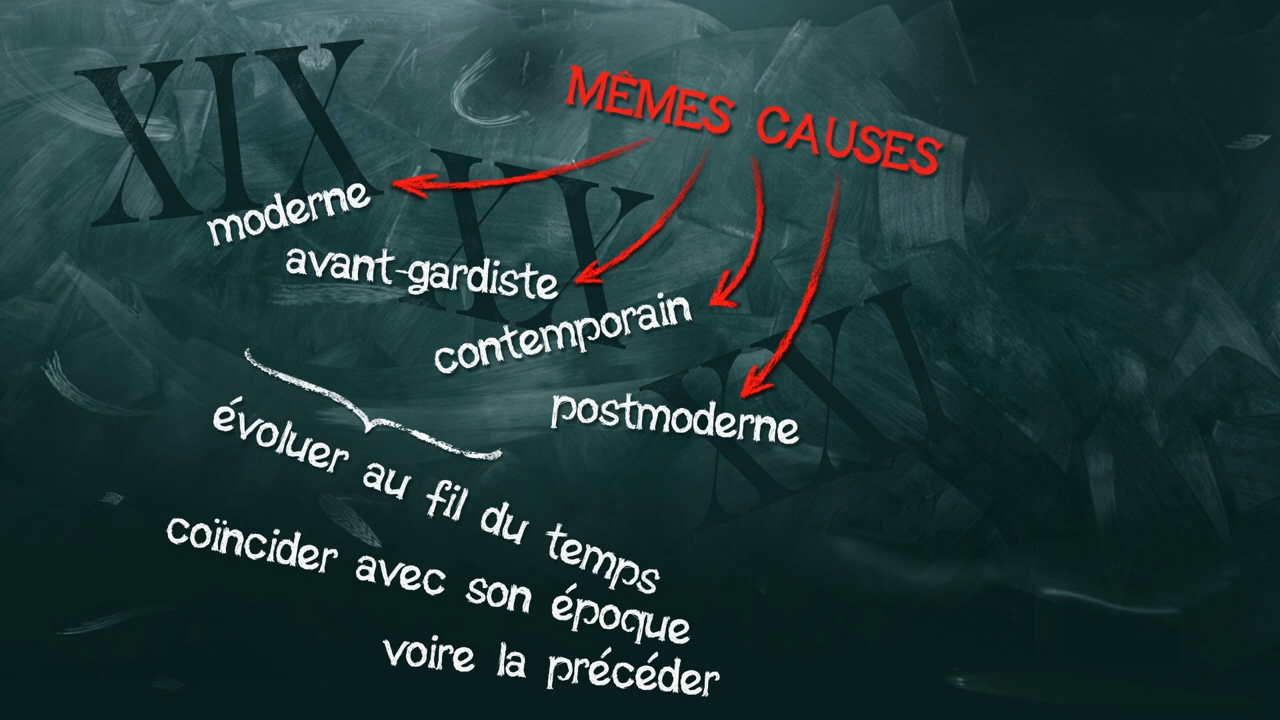 XIX
MÊMES CAUSES
moderne
XX
avant-gardiste
contemporain
XXI
postmoderne
évoluer au fil du temps
coïncider avec son époque
voire la précéder